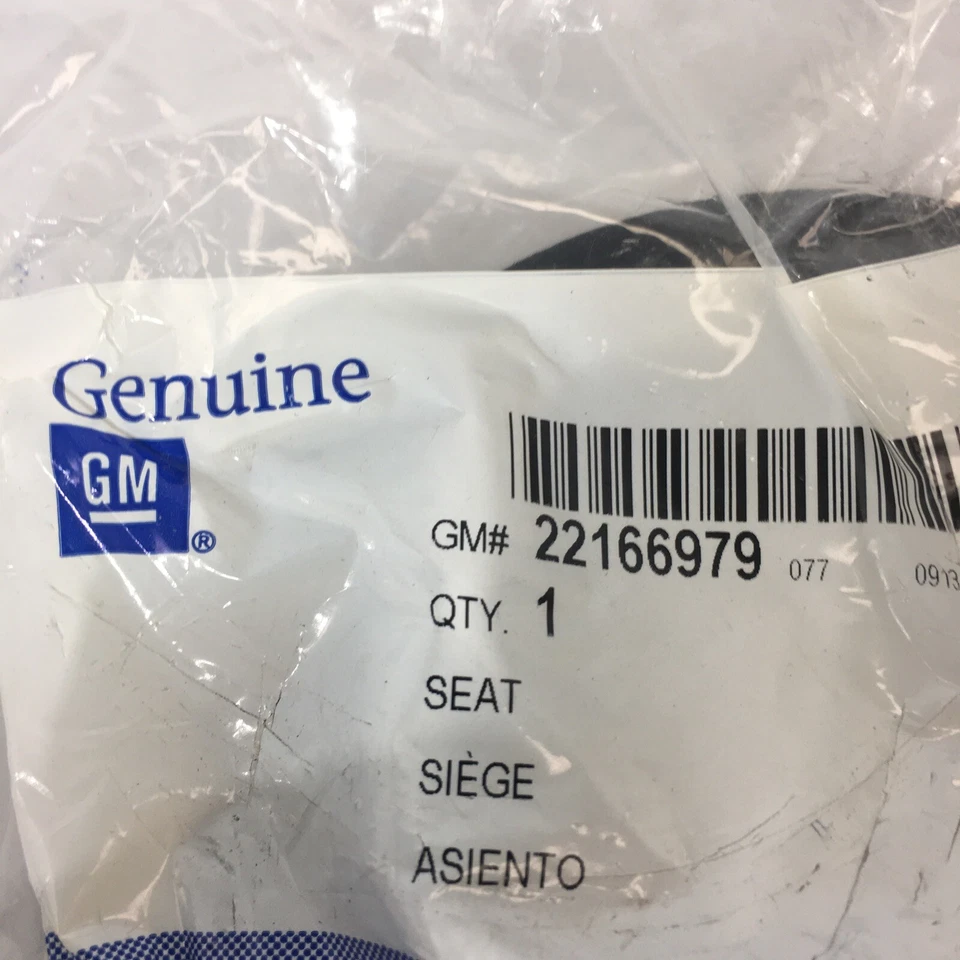 Genuine
GM ®
GM# 22166979 077
QTY. 1
SEAT
SIÈGE
ASIENTO